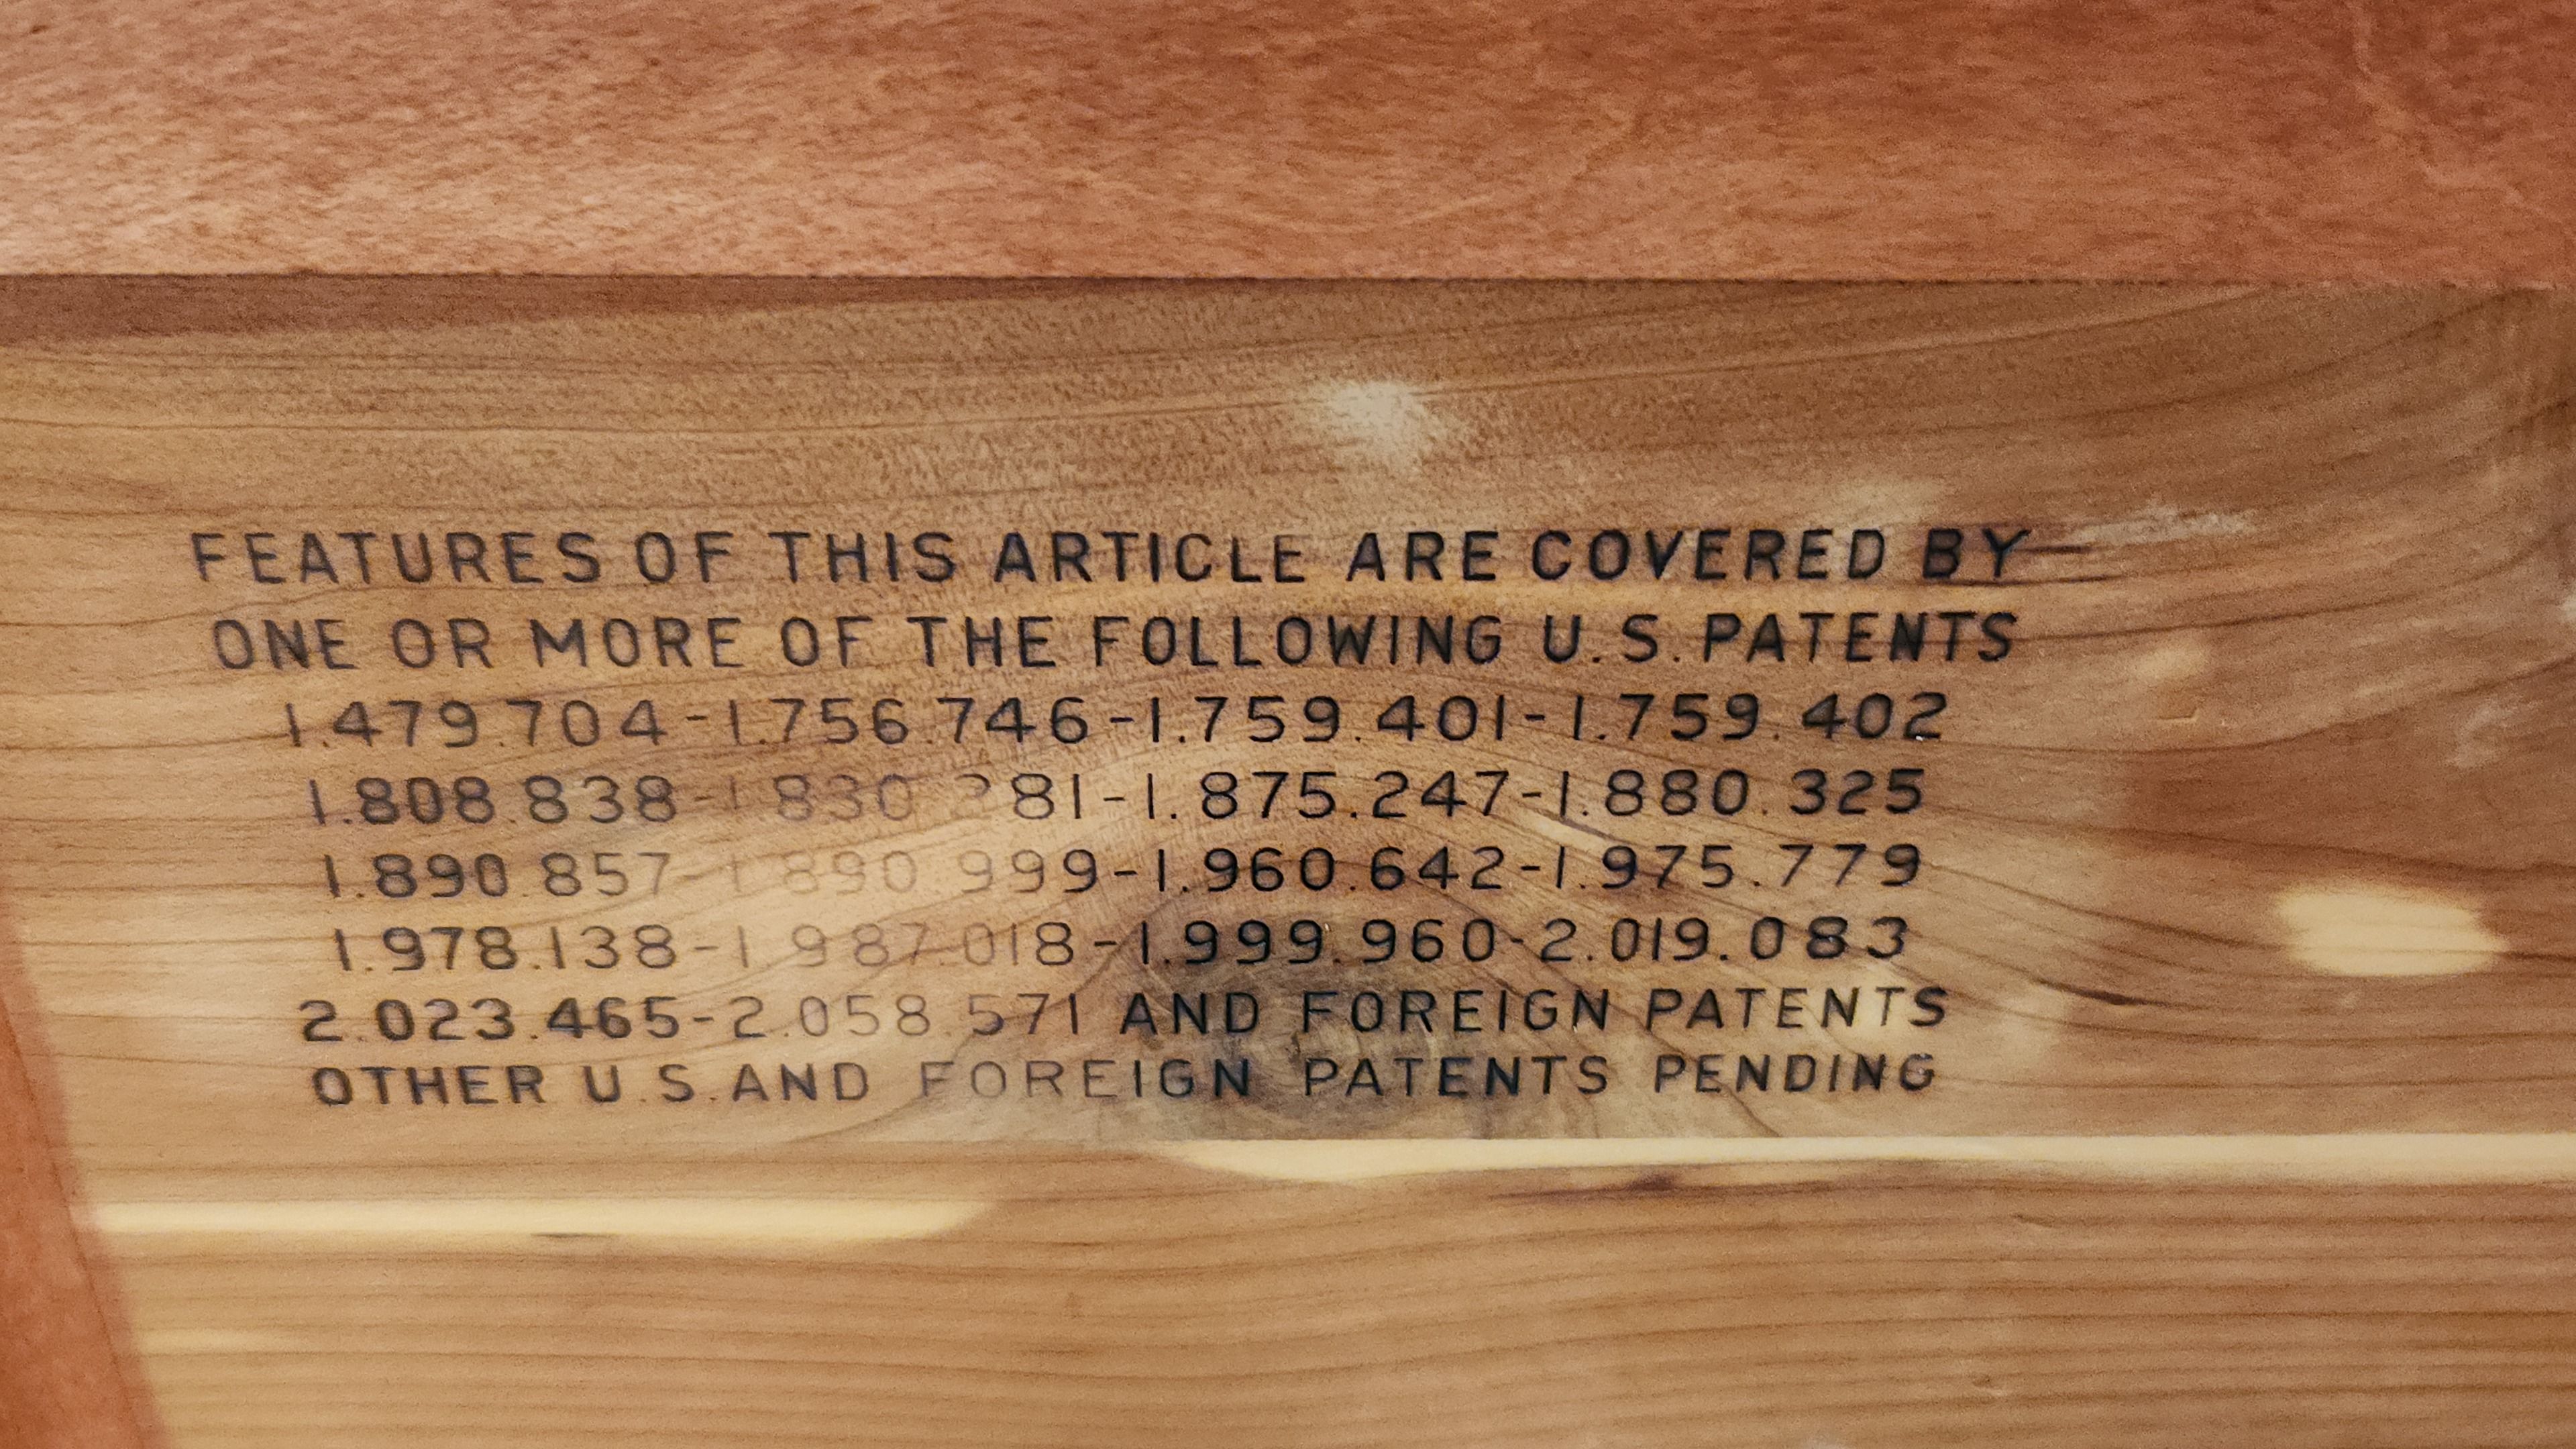 FEATURES OF THIS ARTICLE ARE COVERED BY
ONE OR MORE OF THE FOLLOWING U.S. PATENTS
1.479.704-1.756.746-1.759.401-1.759.402
1.808.838-1.830.281-1.875.247-1.880.325
1.890.857-1.890.999-1.960.642-1.975.779
1.978.138-1.987.018-1.999.960-2.019.083
2.023.465-2.058.571 AND FOREIGN PATENTS
OTHER U.S. AND FOREIGN PATENTS PENDING